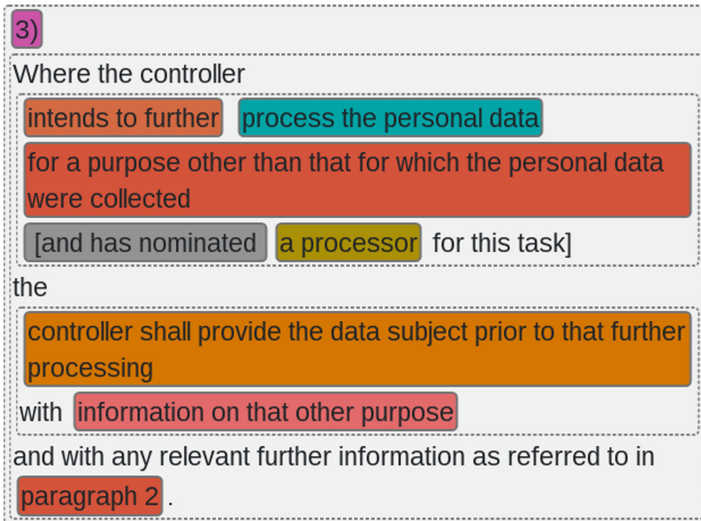 3)
Where the controller
intends to further process the personal data
for a purpose other than that for which the personal data
were collected
[and has nominated a processor for this task]
the
controller shall provide the data subject prior to that further
processing
with information on that other purpose
and with any relevant further information as referred to in
paragraph 2 .